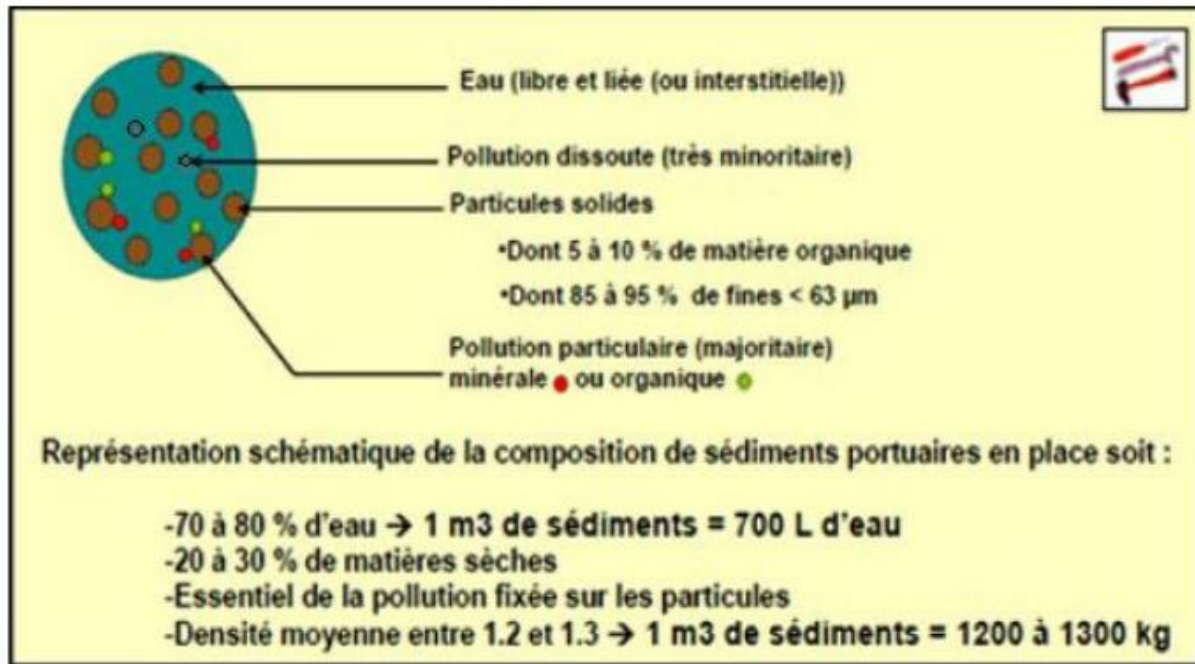 Eau (libre et liée (ou interstitielle))
Pollution dissoute (très minoritaire)
Particules solides
•Dont 5 à 10 % de matière organique
•Dont 85 à 95 % de fines < 63 µm
Pollution particulaire (majoritaire)
minérale ou organique
Représentation schématique de la composition de sédiments portuaires en place soit :
-70 à 80 % d'eau → 1 m3 de sédiments = 700 L d'eau
-20 à 30 % de matières sèches
-Essentiel de la pollution fixée sur les particules
-Densité moyenne entre 1.2 et 1.3 → 1 m3 de sédiments = 1200 à 1300 kg